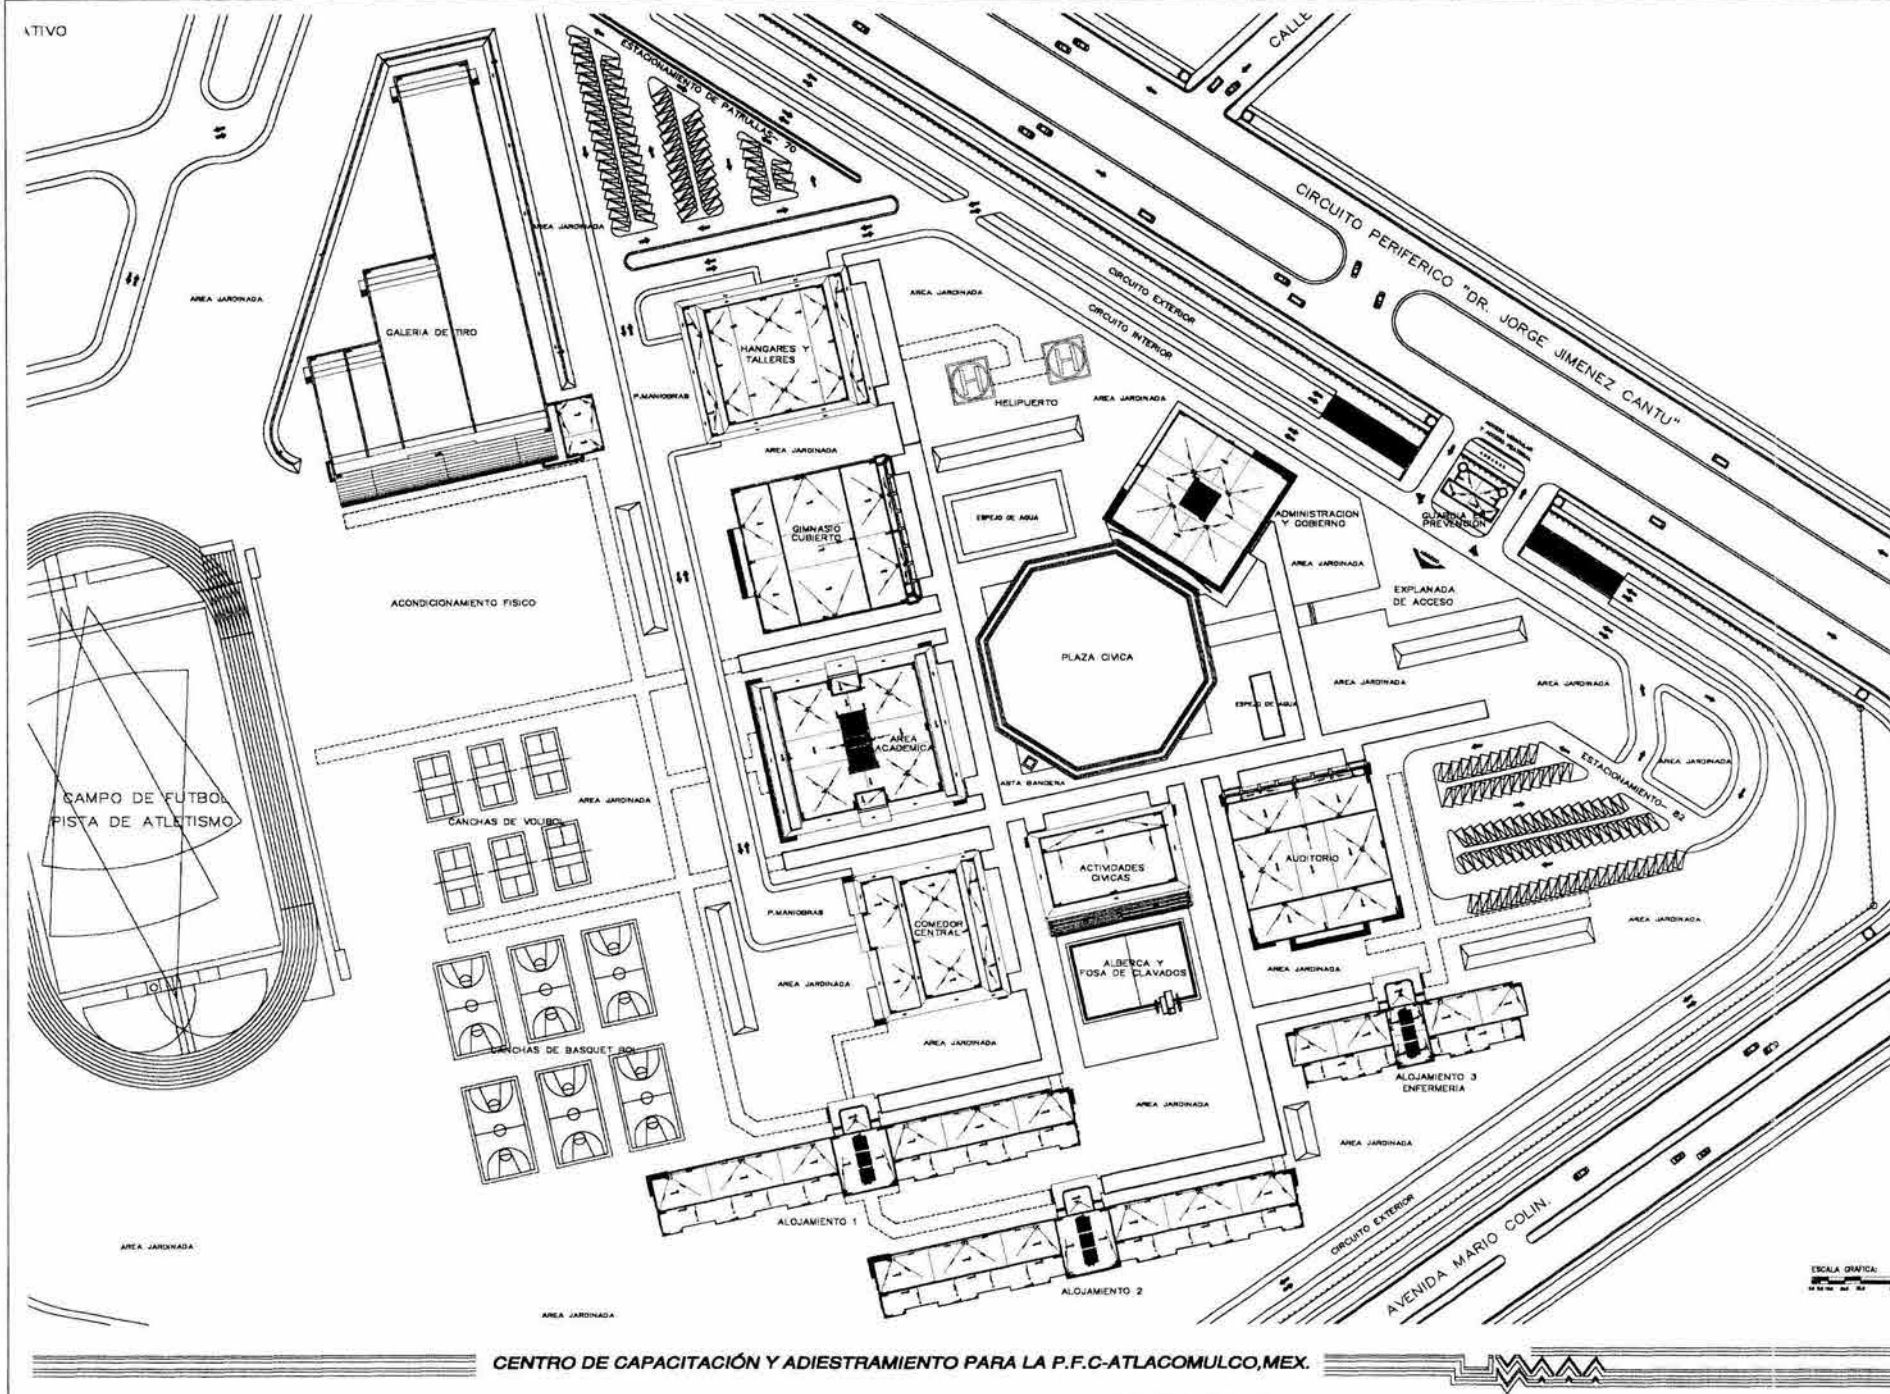 ATIVO
CALLE
ESTACIONAMIENTO DE PATRULLAS- 70
CIRCUITO PERIFERICO "DR. JORGE JIMENEZ CANTU"
AREA JARDINADA
AREA JARDINADA
AREA JARDINADA
CIRCUITO EXTERIOR
CIRCUITO INTERIOR
GALERIA DE TIRO
HANGARES Y
TALLERES
P.MANIOBRAS
HELIPUERTO
AREA JARDINADA
AREA JARDINADA
ESPEJO DE AGUA
GIMNASIO
CUBIERTO
ADMINISTRACION
Y GOBIERNO
GUARDIA EN
PREVENCION
AREA JARDINADA
EXPLANADA
DE ACCESO
ACONDICIONAMIENTO FISICO
PLAZA CIVICA
AREA JARDINADA
AREA JARDINADA
ESPEJO DE AGUA
AREA
ACADEMICA
ASTA BANDERA
ESTACIONAMIENTO- 82
AREA JARDINADA
CAMPO DE FUTBOL
PISTA DE ATLETISMO
AREA JARDINADA
CANCHAS DE VOLIBOL
ACTIVIDADES
CIVICAS
AUDITORIO
P.MANIOBRAS
COMEDOR
CENTRAL
AREA JARDINADA
ALBERCA Y
FOSA DE CLAVADOS
AREA JARDINADA
AREA JARDINADA
CANCHAS DE BASQUET BOL
AREA JARDINADA
ALOJAMIENTO 3
ENFERMERIA
AREA JARDINADA
AREA JARDINADA
ALOJAMIENTO 1
CIRCUITO EXTERIOR
AVENIDA MARIO COLIN.
AREA JARDINADA
ALOJAMIENTO 2
AREA JARDINADA
ESCALA GRAFICA:
CENTRO DE CAPACITACIÓN Y ADIESTRAMIENTO PARA LA P.F.C-ATLACOMULCO,MEX.